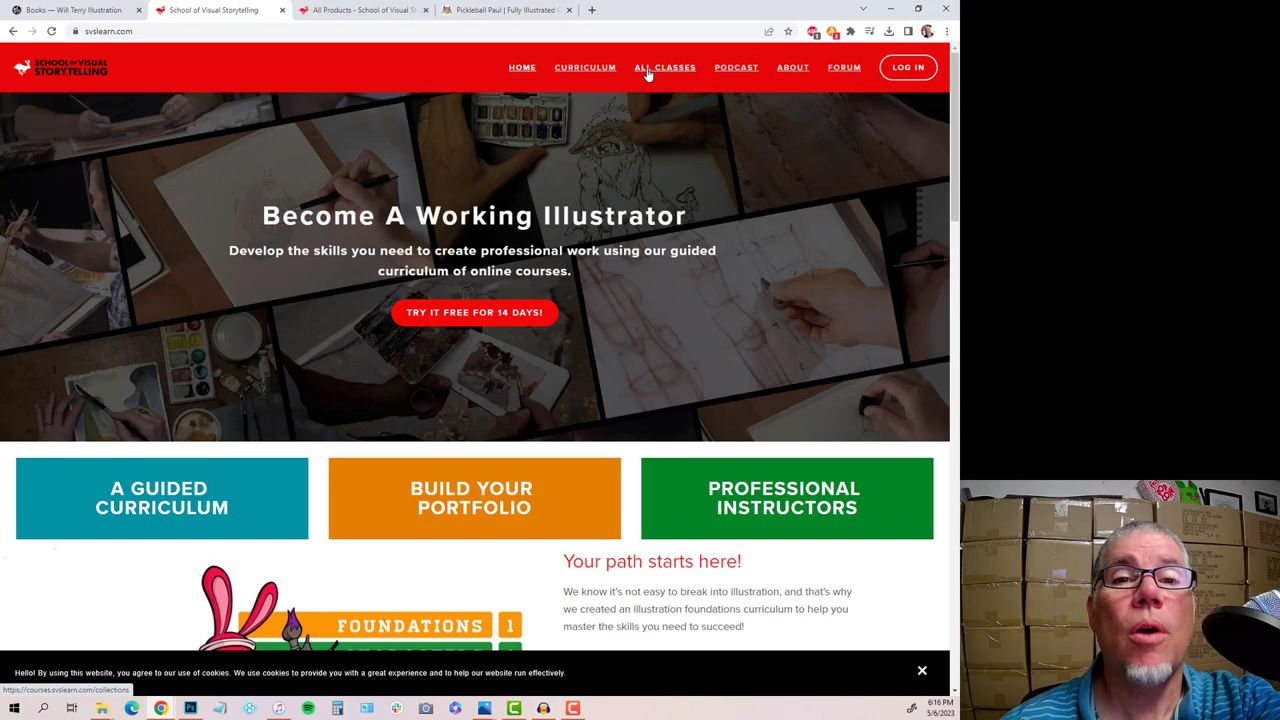 Books — Will Terry Illustration
School of Visual Storytelling
All Products - School of Visual S
Pickleball Paul | Fully Illustrated C
svslearn.com
SCHOOL OF VISUAL
STORYTELLING
HOME CURRICULUM ALL CLASSES PODCAST ABOUT FORUM LOG IN
Become A Working Illustrator
Develop the skills you need to create professional work using our guided
curriculum of online courses.
TRY IT FREE FOR 14 DAYS!
A GUIDED
CURRICULUM
BUILD YOUR
PORTFOLIO
PROFESSIONAL
INSTRUCTORS
Your path starts here!
We know it's not easy to break into illustration, and that's why
we created an illustration foundations curriculum to help you
master the skills you need to succeed!
FOUNDATIONS 1
Hello! By using this website, you agree to our use of cookies. We use cookies to provide you with a great experience and to help our website run effectively.
https://courses.svslearn.com/collections
6:16 PM
5/6/2023